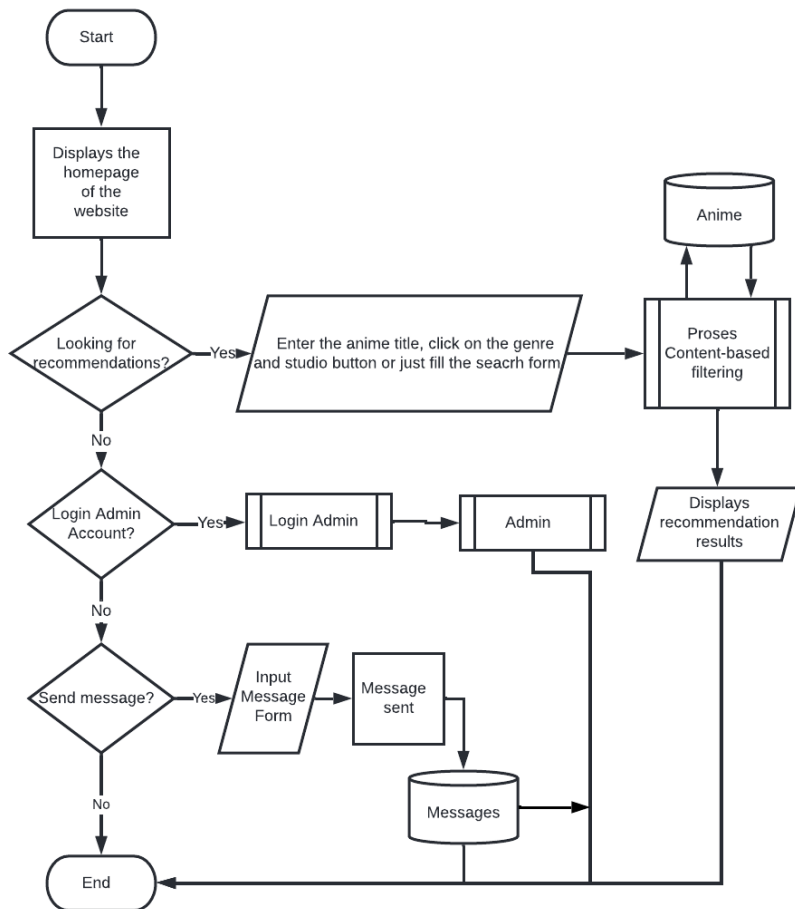 Start
Displays the
homepage
of the
website
Anime
Looking for
recommendations?
Yes
Enter the anime title, click on the genre
and studio button or just fill the seacrh form
Proses
Content-based
filtering
No
Login Admin
Account?
Yes
Login Admin
Admin
Displays
recommendation
results
No
Send message?
Yes
Input
Message
Form
Message
sent
No
Messages
End